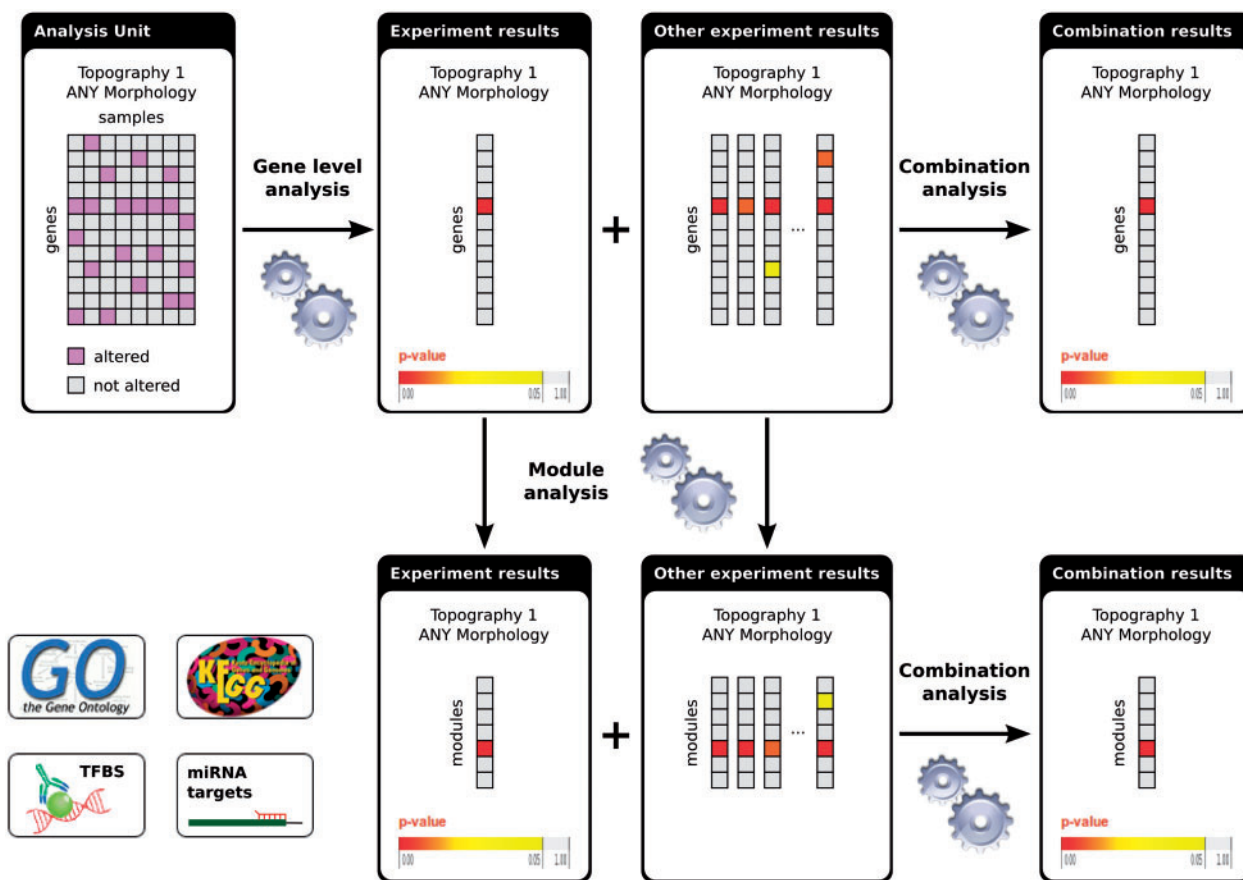 Analysis Unit
Topography 1
ANY Morphology
samples
genes
altered
not altered
Gene level
analysis
Experiment results
Topography 1
ANY Morphology
genes
p-value
0.00 0.05 1.00
+
Other experiment results
Topography 1
ANY Morphology
genes
...
Combination
analysis
Combination results
Topography 1
ANY Morphology
genes
p-value
0.00 0.05 1.00
Module
analysis
Experiment results
Topography 1
ANY Morphology
modules
p-value
0.00 0.05 1.00
+
Other experiment results
Topography 1
ANY Morphology
modules
...
Combination
analysis
Combination results
Topography 1
ANY Morphology
modules
p-value
0.00 0.05 1.00
GO
the Gene Ontology
KEGG
TFBS
miRNA
targets